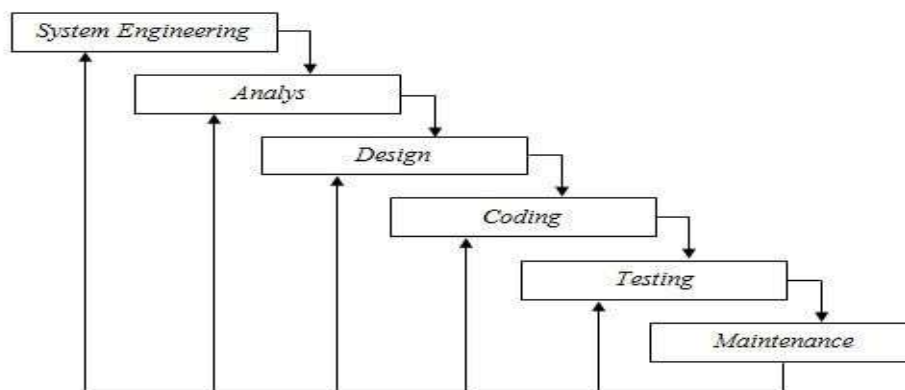 System Engineering
Analys
Design
Coding
Testing
Maintenance